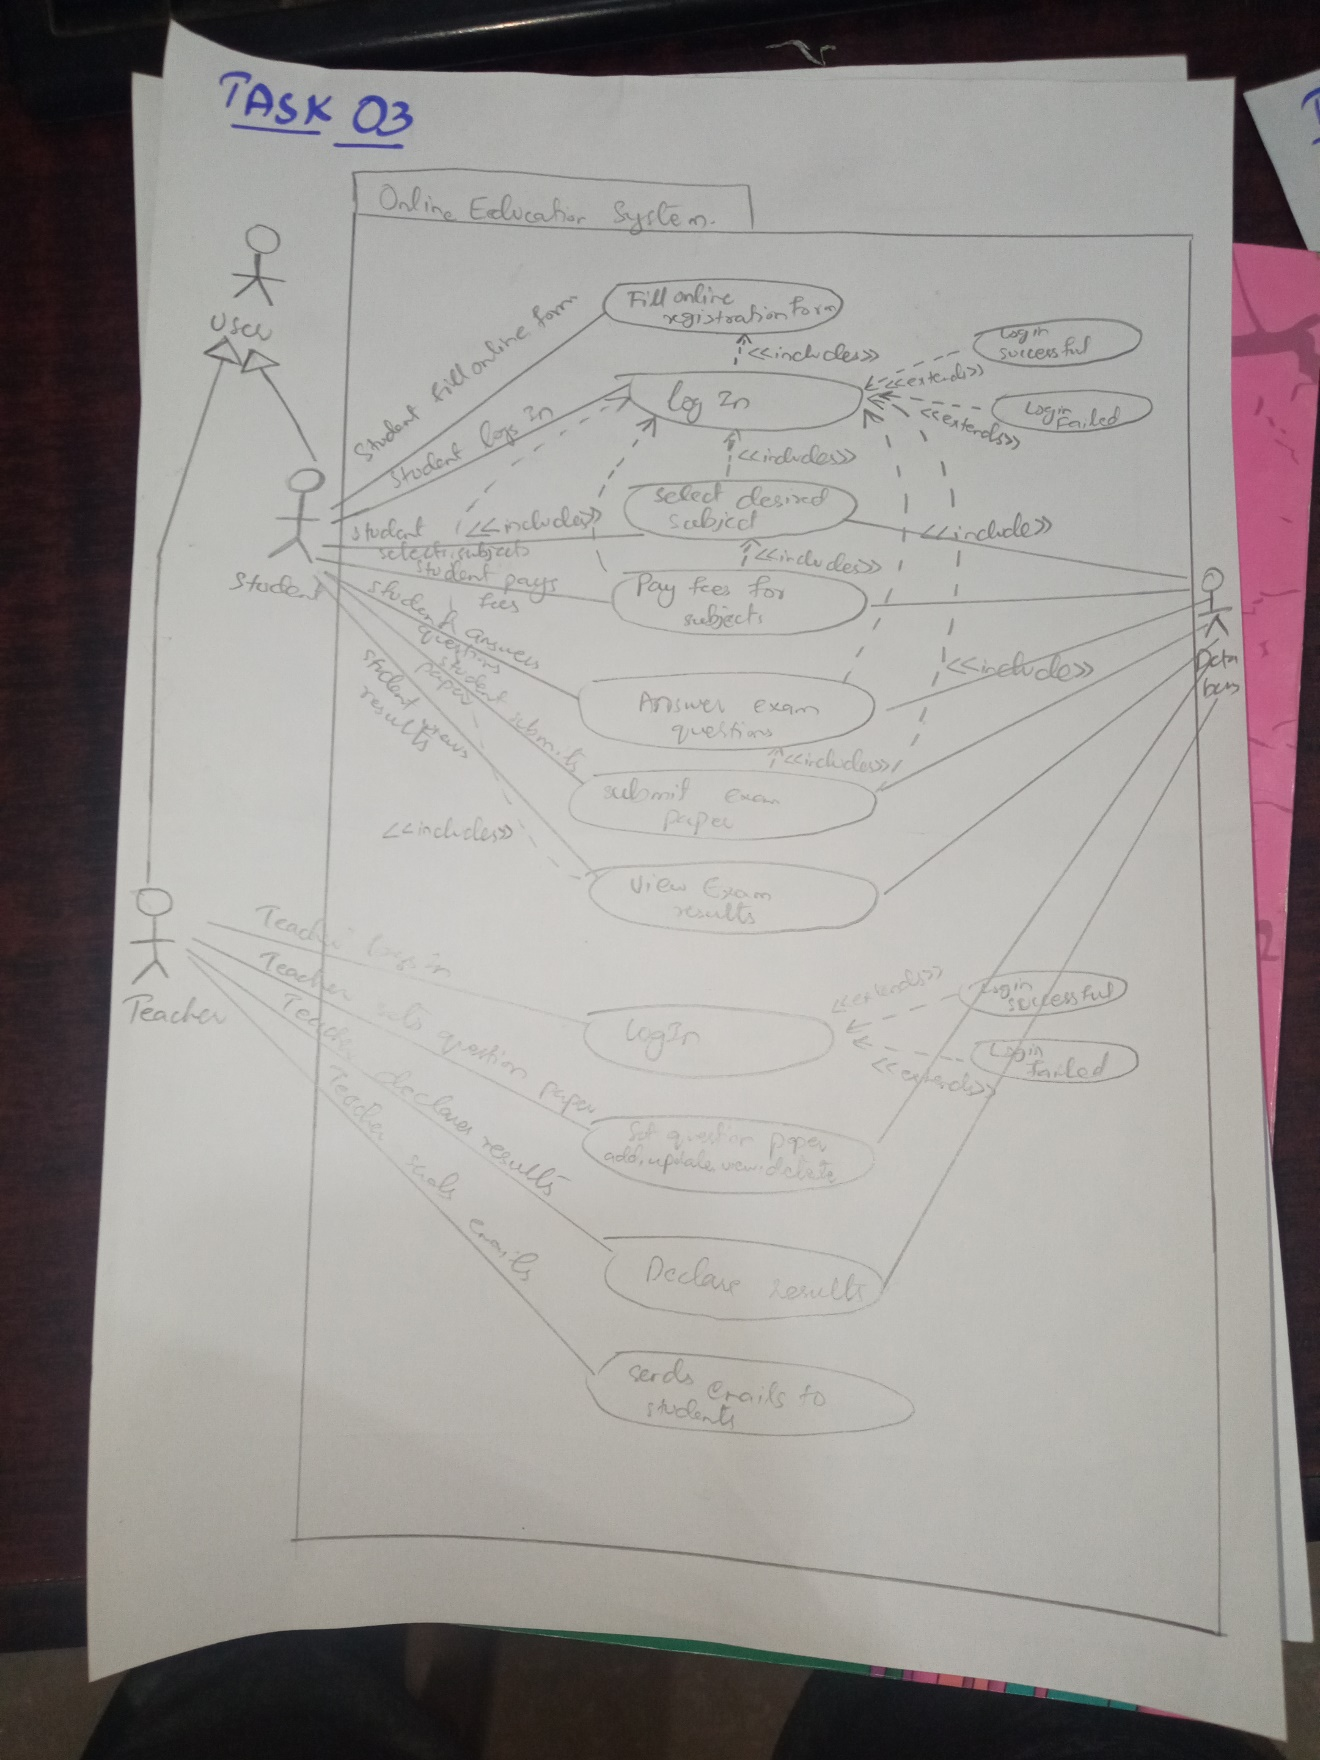 TASK 03
Online Education System.
User
Fill online
registration form
Student fill online form
<<includes>>
Login
successful
<<extends>>
Log In
Login
Failed
<<extends>>
Student logs in
<<includes>>
select desired
subject
student
selects subjects
<<includes>>
<<include>>
<<includes>>
Student
student pays
fees
Pay fees for
subjects
Data
base
student answers
questions
<<include>>
Answer exam
questions
student submits
paper
<<includes>>
submit exam
paper
student views
results
<<includes>>
View Exam
results
Teacher
Teacher log in
LogIn
<<extends>>
Login
successful
<<extends>>
Login
Failed
Teacher sets question paper
Set question paper
add, update, view, delete
Teacher declares results
Declare results
Teacher sends emails
sends Emails to
students